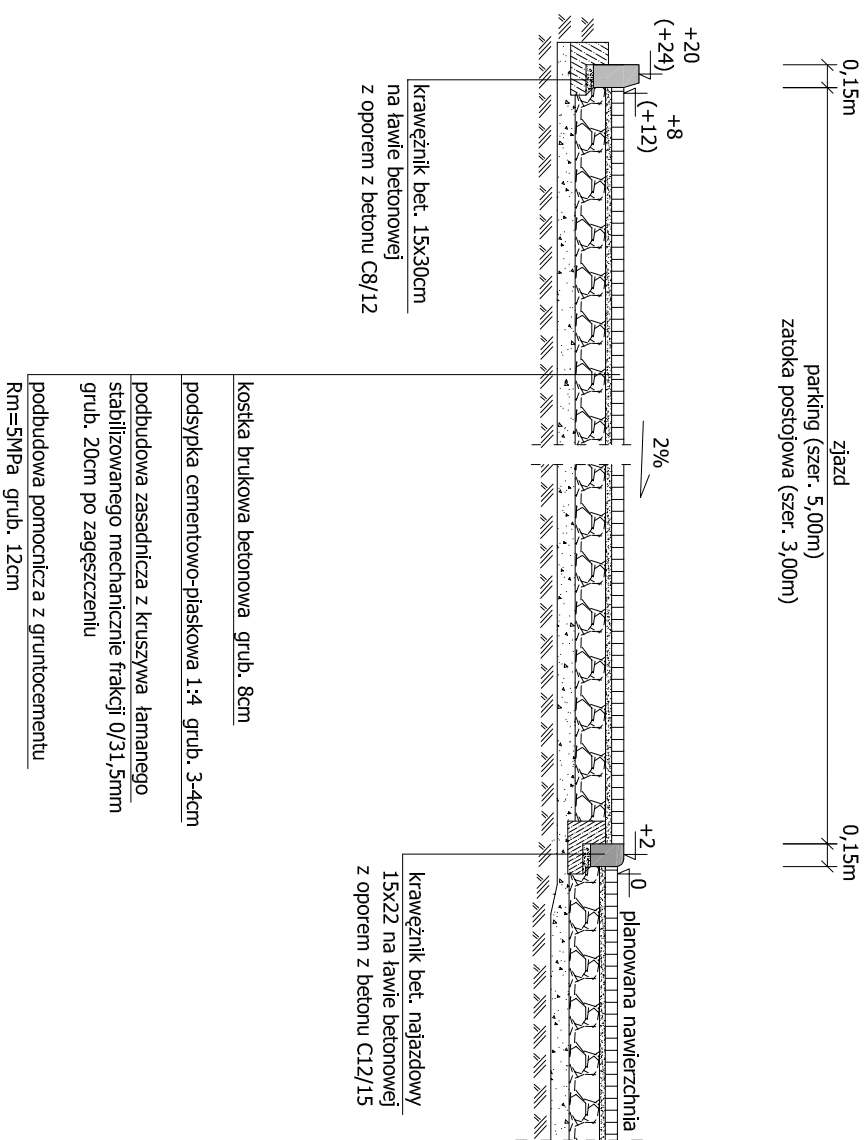 0,15m
zjazd
parking (szer. 5,00m)
zatoka postojowa (szer. 3,00m)
0,15m
+20
(+24)
+8
(+12)
2%
+2
0
planowana nawierzchnia
krawężnik bet. 15x30cm
na ławie betonowej
z oporem z betonu C8/12
krawężnik bet. najazdowy
15x22 na ławie betonowej
z oporem z betonu C12/15
kostka brukowa betonowa grub. 8cm
podsypka cementowo-piaskowa 1:4 grub. 3-4cm
podbudowa zasadnicza z kruszywa łamanego
stabilizowanego mechanicznie frakcji 0/31,5mm
grub. 20cm po zagęszczeniu
podbudowa pomocnicza z gruntocementu
Rm=5MPa grub. 12cm